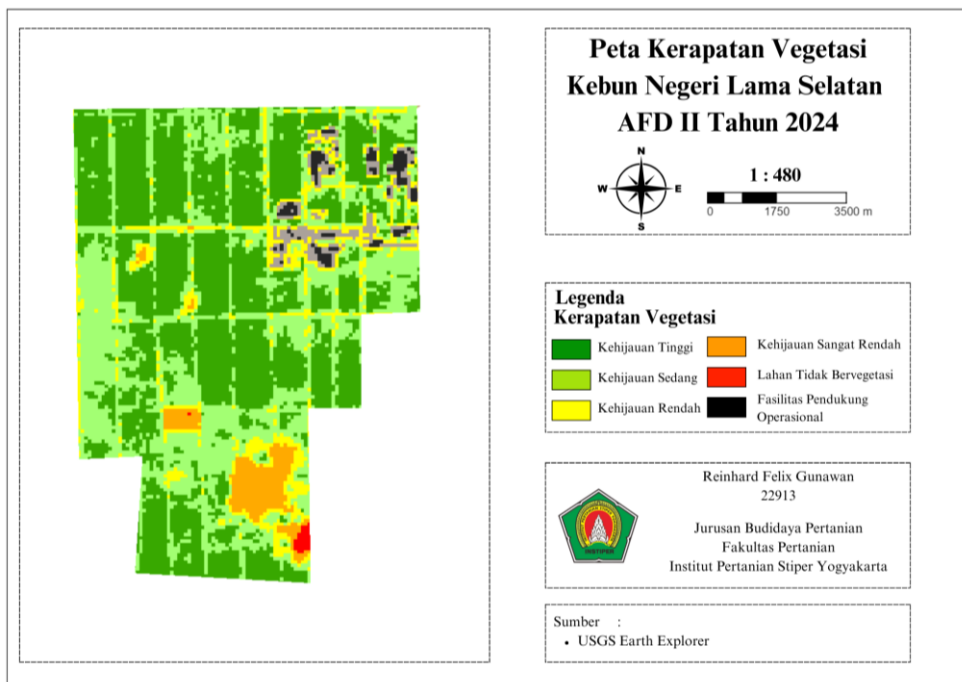 Peta Kerapatan Vegetasi
Kebun Negeri Lama Selatan
AFD II Tahun 2024
N
W
E
S
1 : 480
0 1750 3500 m
Legenda
Kerapatan Vegetasi
Kehijauan Tinggi
Kehijauan Sedang
Kehijauan Rendah
Kehijauan Sangat Rendah
Lahan Tidak Bervegetasi
Fasilitas Pendukung
Operasional
INSTIPER
Reinhard Felix Gunawan
22913
Jurusan Budidaya Pertanian
Fakultas Pertanian
Institut Pertanian Stiper Yogyakarta
Sumber :
• USGS Earth Explorer